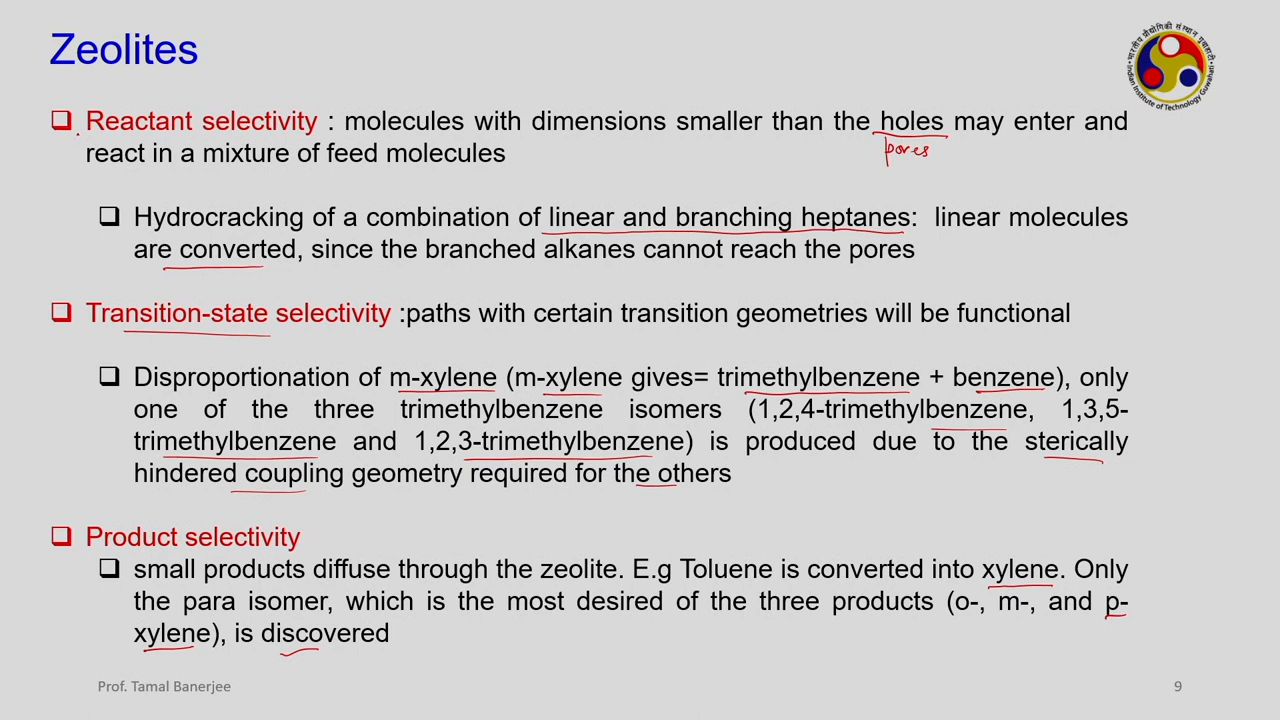 Zeolites
भारतीय प्रौद्योगिकी संस्थान गुवाहाटी
Indian Institute of Technology Guwahati
Reactant selectivity : molecules with dimensions smaller than the holes may enter and
pores
react in a mixture of feed molecules
Hydrocracking of a combination of linear and branching heptanes: linear molecules
are converted, since the branched alkanes cannot reach the pores
Transition-state selectivity :paths with certain transition geometries will be functional
Disproportionation of m-xylene (m-xylene gives= trimethylbenzene + benzene), only
one of the three trimethylbenzene isomers (1,2,4-trimethylbenzene, 1,3,5-
trimethylbenzene and 1,2,3-trimethylbenzene) is produced due to the sterically
hindered coupling geometry required for the others
Product selectivity
small products diffuse through the zeolite. E.g Toluene is converted into xylene. Only
the para isomer, which is the most desired of the three products (o-, m-, and p-
xylene), is discovered
Prof. Tamal Banerjee
9